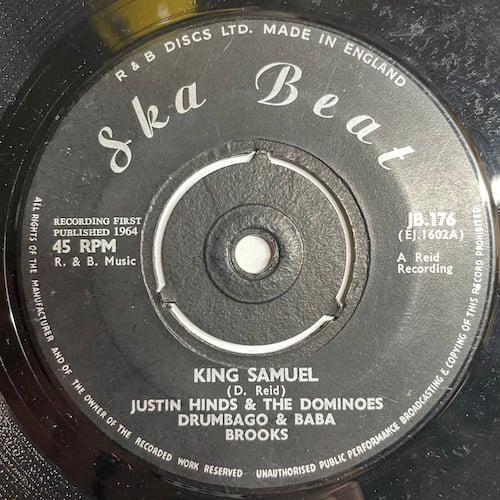 R & B DISCS LTD. MADE IN ENGLAND
Ska Beat
RECORDING FIRST
PUBLISHED 1964
45 RPM
R. & B. Music
JB.176
(EJ.1602A)
A Reid
Recording
KING SAMUEL
(D. Reid)
JUSTIN HINDS & THE DOMINOES
DRUMBAGO & BABA
BROOKS
ALL RIGHTS OF THE MANUFACTURER AND OF THE OWNER OF THE RECORDED WORK RESERVED UNAUTHORISED PUBLIC PERFORMANCE BROADCASTING & COPYING OF THIS RECORD PROHIBITED